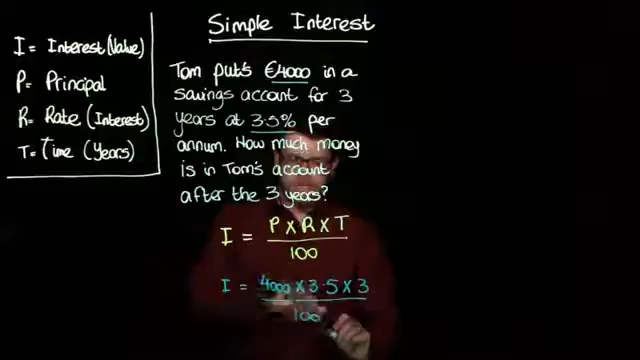 Simple Interest
I = Interest (Value)
P = Principal
R = Rate (Interest)
T = Time (Years)
Tom put's €4000 in a
savings account for 3
years at 3.5% per
annum. How much money
is in Tom's account
after the 3 years?
I = P X R X T
100
I = 4000 X 3.5 X 3
100